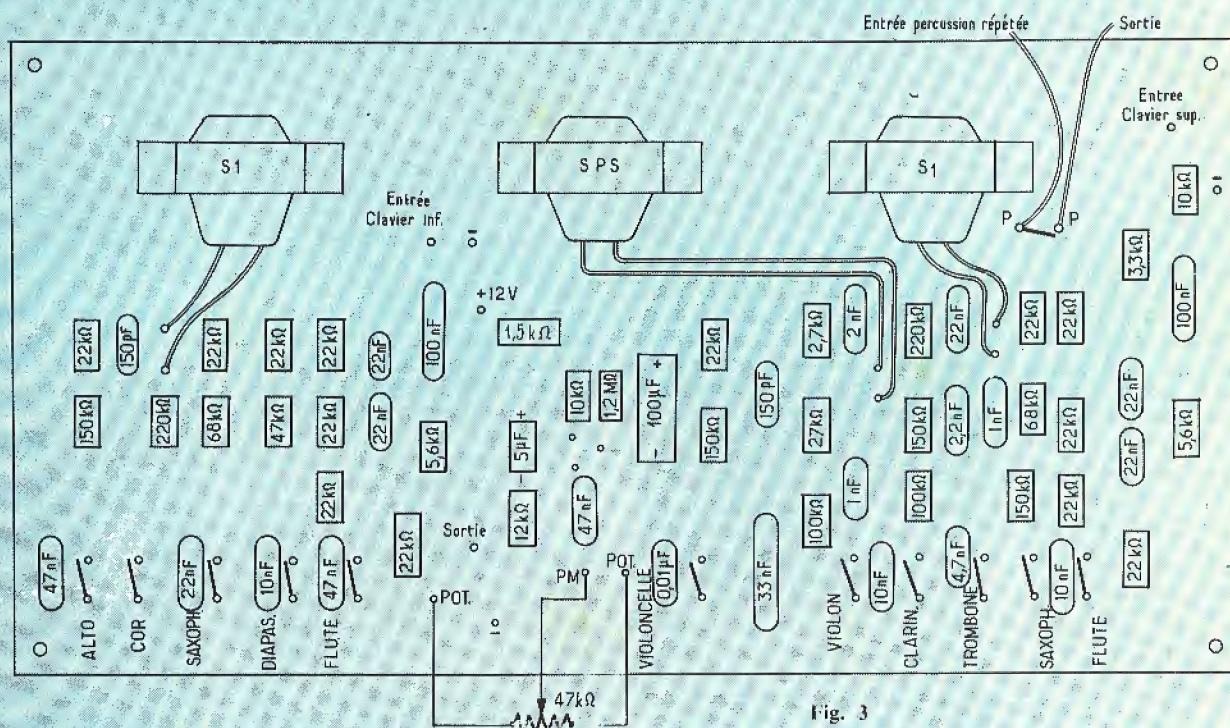 Entrée percussion répétée
Sortie
Entrée
Clavier sup.
S1
SPS
S1
10kΩ
Entrée
Clavier inf.
P
P
3,3kΩ
100nF
+12V
22kΩ
150pF
22kΩ
22kΩ
22kΩ
22nF
100nF
1,5kΩ
22kΩ
2,7kΩ
2nF
220kΩ
22nF
22kΩ
22kΩ
150kΩ
220kΩ
68kΩ
47kΩ
22kΩ
22nF
5,6kΩ
- 5µF +
10kΩ
1,2MΩ
- 100µF +
150kΩ
150pF
27kΩ
150kΩ
2,2nF
1nF
68kΩ
22kΩ
22nF
22nF
5,6kΩ
22kΩ
12kΩ
47nF
100kΩ
1nF
100kΩ
150kΩ
22kΩ
22kΩ
Sortie
22kΩ
47nF
22nF
10nF
47nF
POT.
PM
POT.
0,01µF
33nF
10nF
4,7nF
10nF
ALTO
COR
SAXOPH.
DIAPAS.
FLUTE
VIOLONCELLE
VIOLON
CLARIN.
TROMBONE
SAXOPH.
FLUTE
47kΩ
Fig. 3